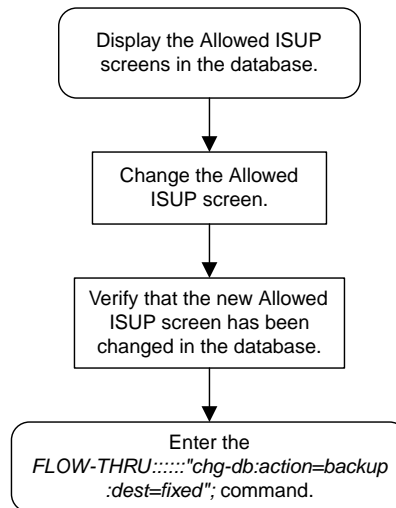 Display the Allowed ISUP
screens in the database.
Change the Allowed
ISUP screen.
Verify that the new Allowed
ISUP screen has been
changed in the database.
Enter the
FLOW-THRU::::::"chg-db:action=backup
:dest=fixed"; command.